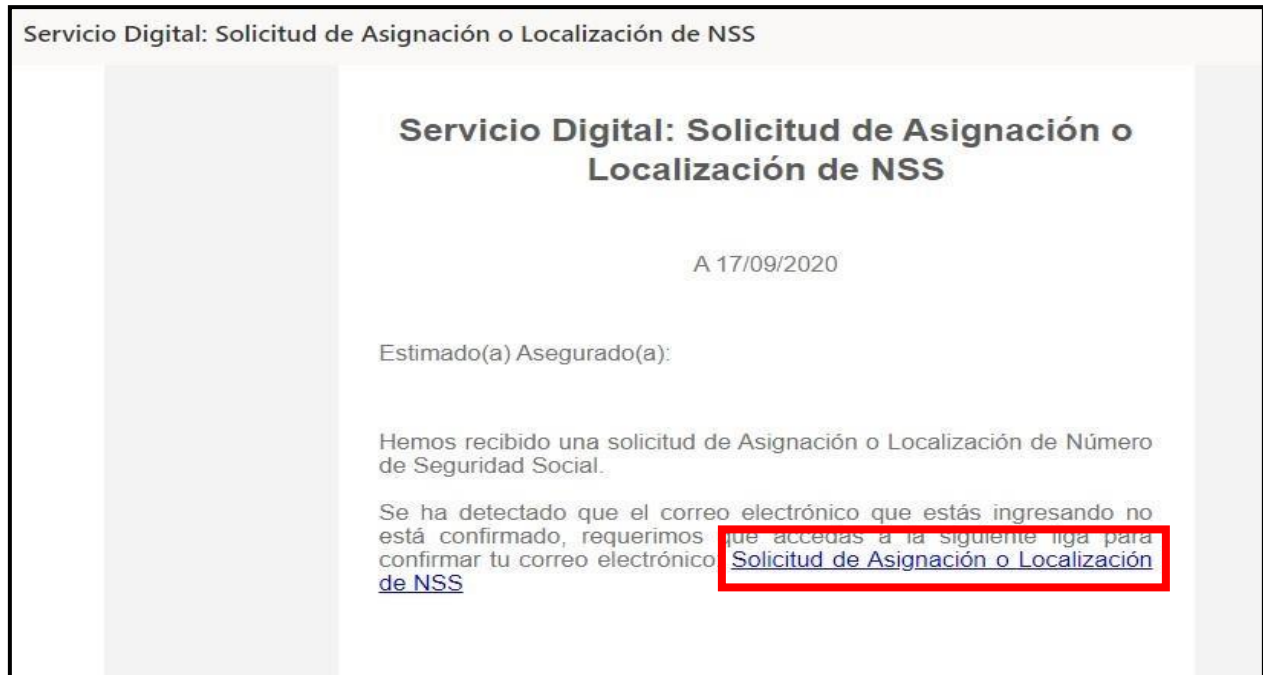 Servicio Digital: Solicitud de Asignación o Localización de NSS
Servicio Digital: Solicitud de Asignación o
Localización de NSS
A 17/09/2020
Estimado(a) Asegurado(a):
Hemos recibido una solicitud de Asignación o Localización de Número
de Seguridad Social.
Se ha detectado que el correo electrónico que estás ingresando no
está confirmado, requerimos que accedas a la siguiente liga para
confirmar tu correo electrónico Solicitud de Asignación o Localización
de NSS